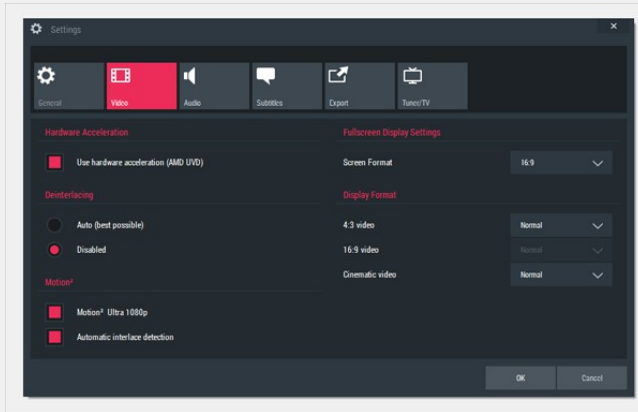 Settings
General
Video
Audio
Subtitles
Export
Tuner/TV
Hardware Acceleration
Use hardware acceleration (AMD UVD)
Deinterlacing
Auto (best possible)
Disabled
Motion²
Motion² Ultra 1080p
Automatic interlace detection
Fullscreen Display Settings
Screen Format
16:9
Display Format
4:3 video
Normal
16:9 video
Normal
Cinematic video
Normal
OK
Cancel